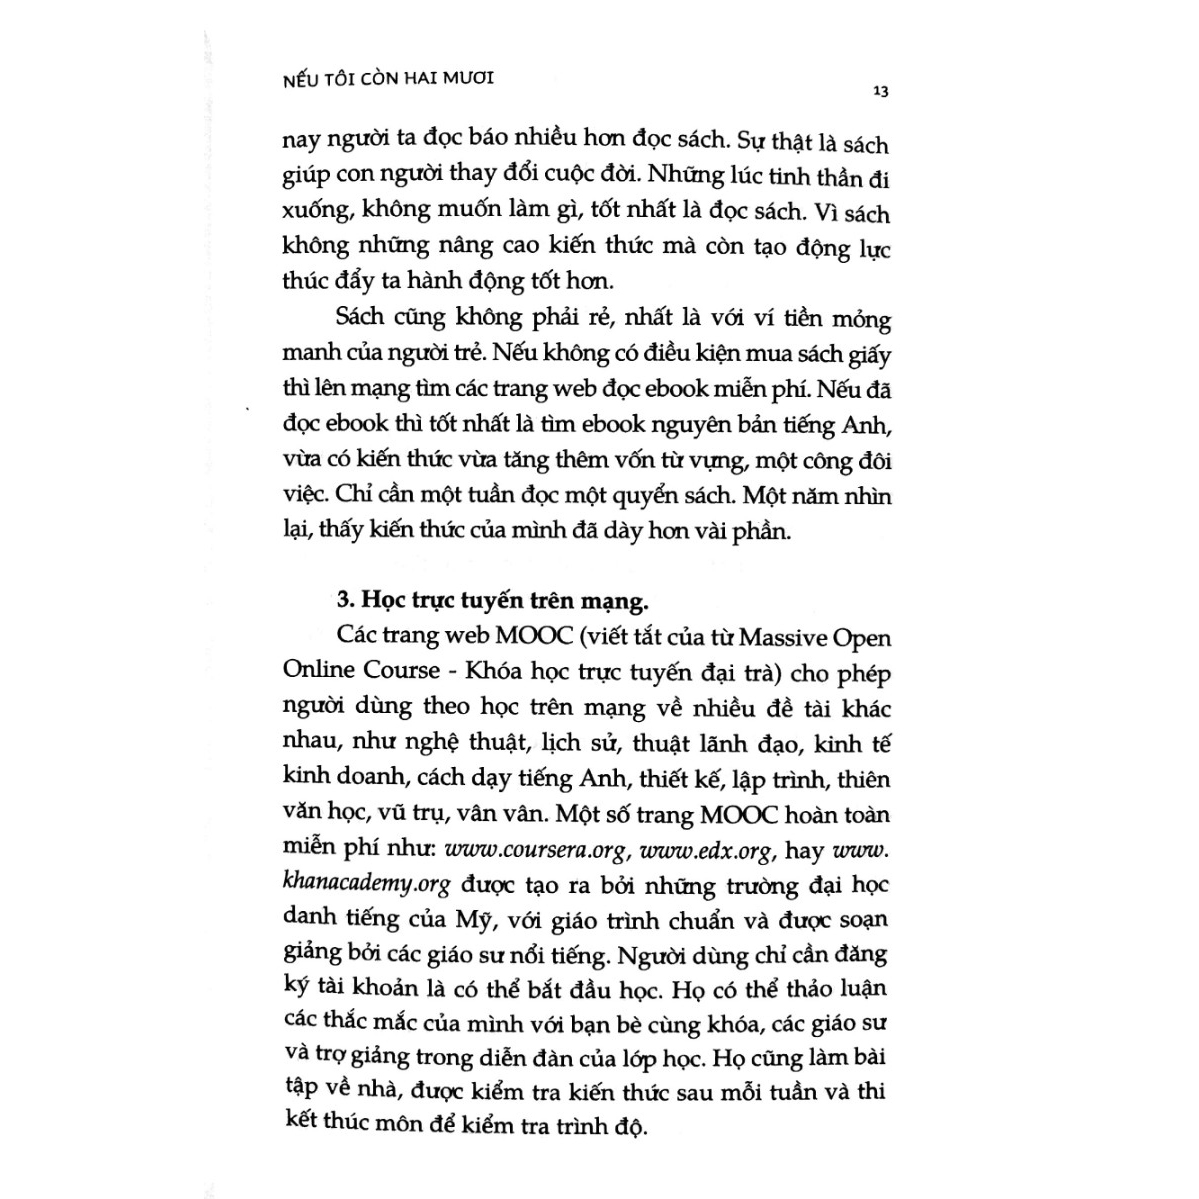 NẾU TÔI CÒN HAI MƯƠI
13
nay người ta đọc báo nhiều hơn đọc sách. Sự thật là sách
giúp con người thay đổi cuộc đời. Những lúc tinh thần đi
xuống, không muốn làm gì, tốt nhất là đọc sách. Vì sách
không những nâng cao kiến thức mà còn tạo động lực
thúc đẩy ta hành động tốt hơn.
Sách cũng không phải rẻ, nhất là với ví tiền mỏng
manh của người trẻ. Nếu không có điều kiện mua sách giấy
thì lên mạng tìm các trang web đọc ebook miễn phí. Nếu đã
đọc ebook thì tốt nhất là tìm ebook nguyên bản tiếng Anh,
vừa có kiến thức vừa tăng thêm vốn từ vựng, một công đôi
việc. Chỉ cần một tuần đọc một quyển sách. Một năm nhìn
lại, thấy kiến thức của mình đã dày hơn vài phần.
3. Học trực tuyến trên mạng.
Các trang web MOOC (viết tắt của từ Massive Open
Online Course - Khóa học trực tuyến đại trà) cho phép
người dùng theo học trên mạng về nhiều đề tài khác
nhau, như nghệ thuật, lịch sử, thuật lãnh đạo, kinh tế
kinh doanh, cách dạy tiếng Anh, thiết kế, lập trình, thiên
văn học, vũ trụ, vân vân. Một số trang MOOC hoàn toàn
miễn phí như: www.coursera.org, www.edx.org, hay www.
khanacademy.org được tạo ra bởi những trường đại học
danh tiếng của Mỹ, với giáo trình chuẩn và được soạn
giảng bởi các giáo sư nổi tiếng. Người dùng chỉ cần đăng
ký tài khoản là có thể bắt đầu học. Họ có thể thảo luận
các thắc mắc của mình với bạn bè cùng khóa, các giáo sư
và trợ giảng trong diễn đàn của lớp học. Họ cũng làm bài
tập về nhà, được kiểm tra kiến thức sau mỗi tuần và thi
kết thúc môn để kiểm tra trình độ.